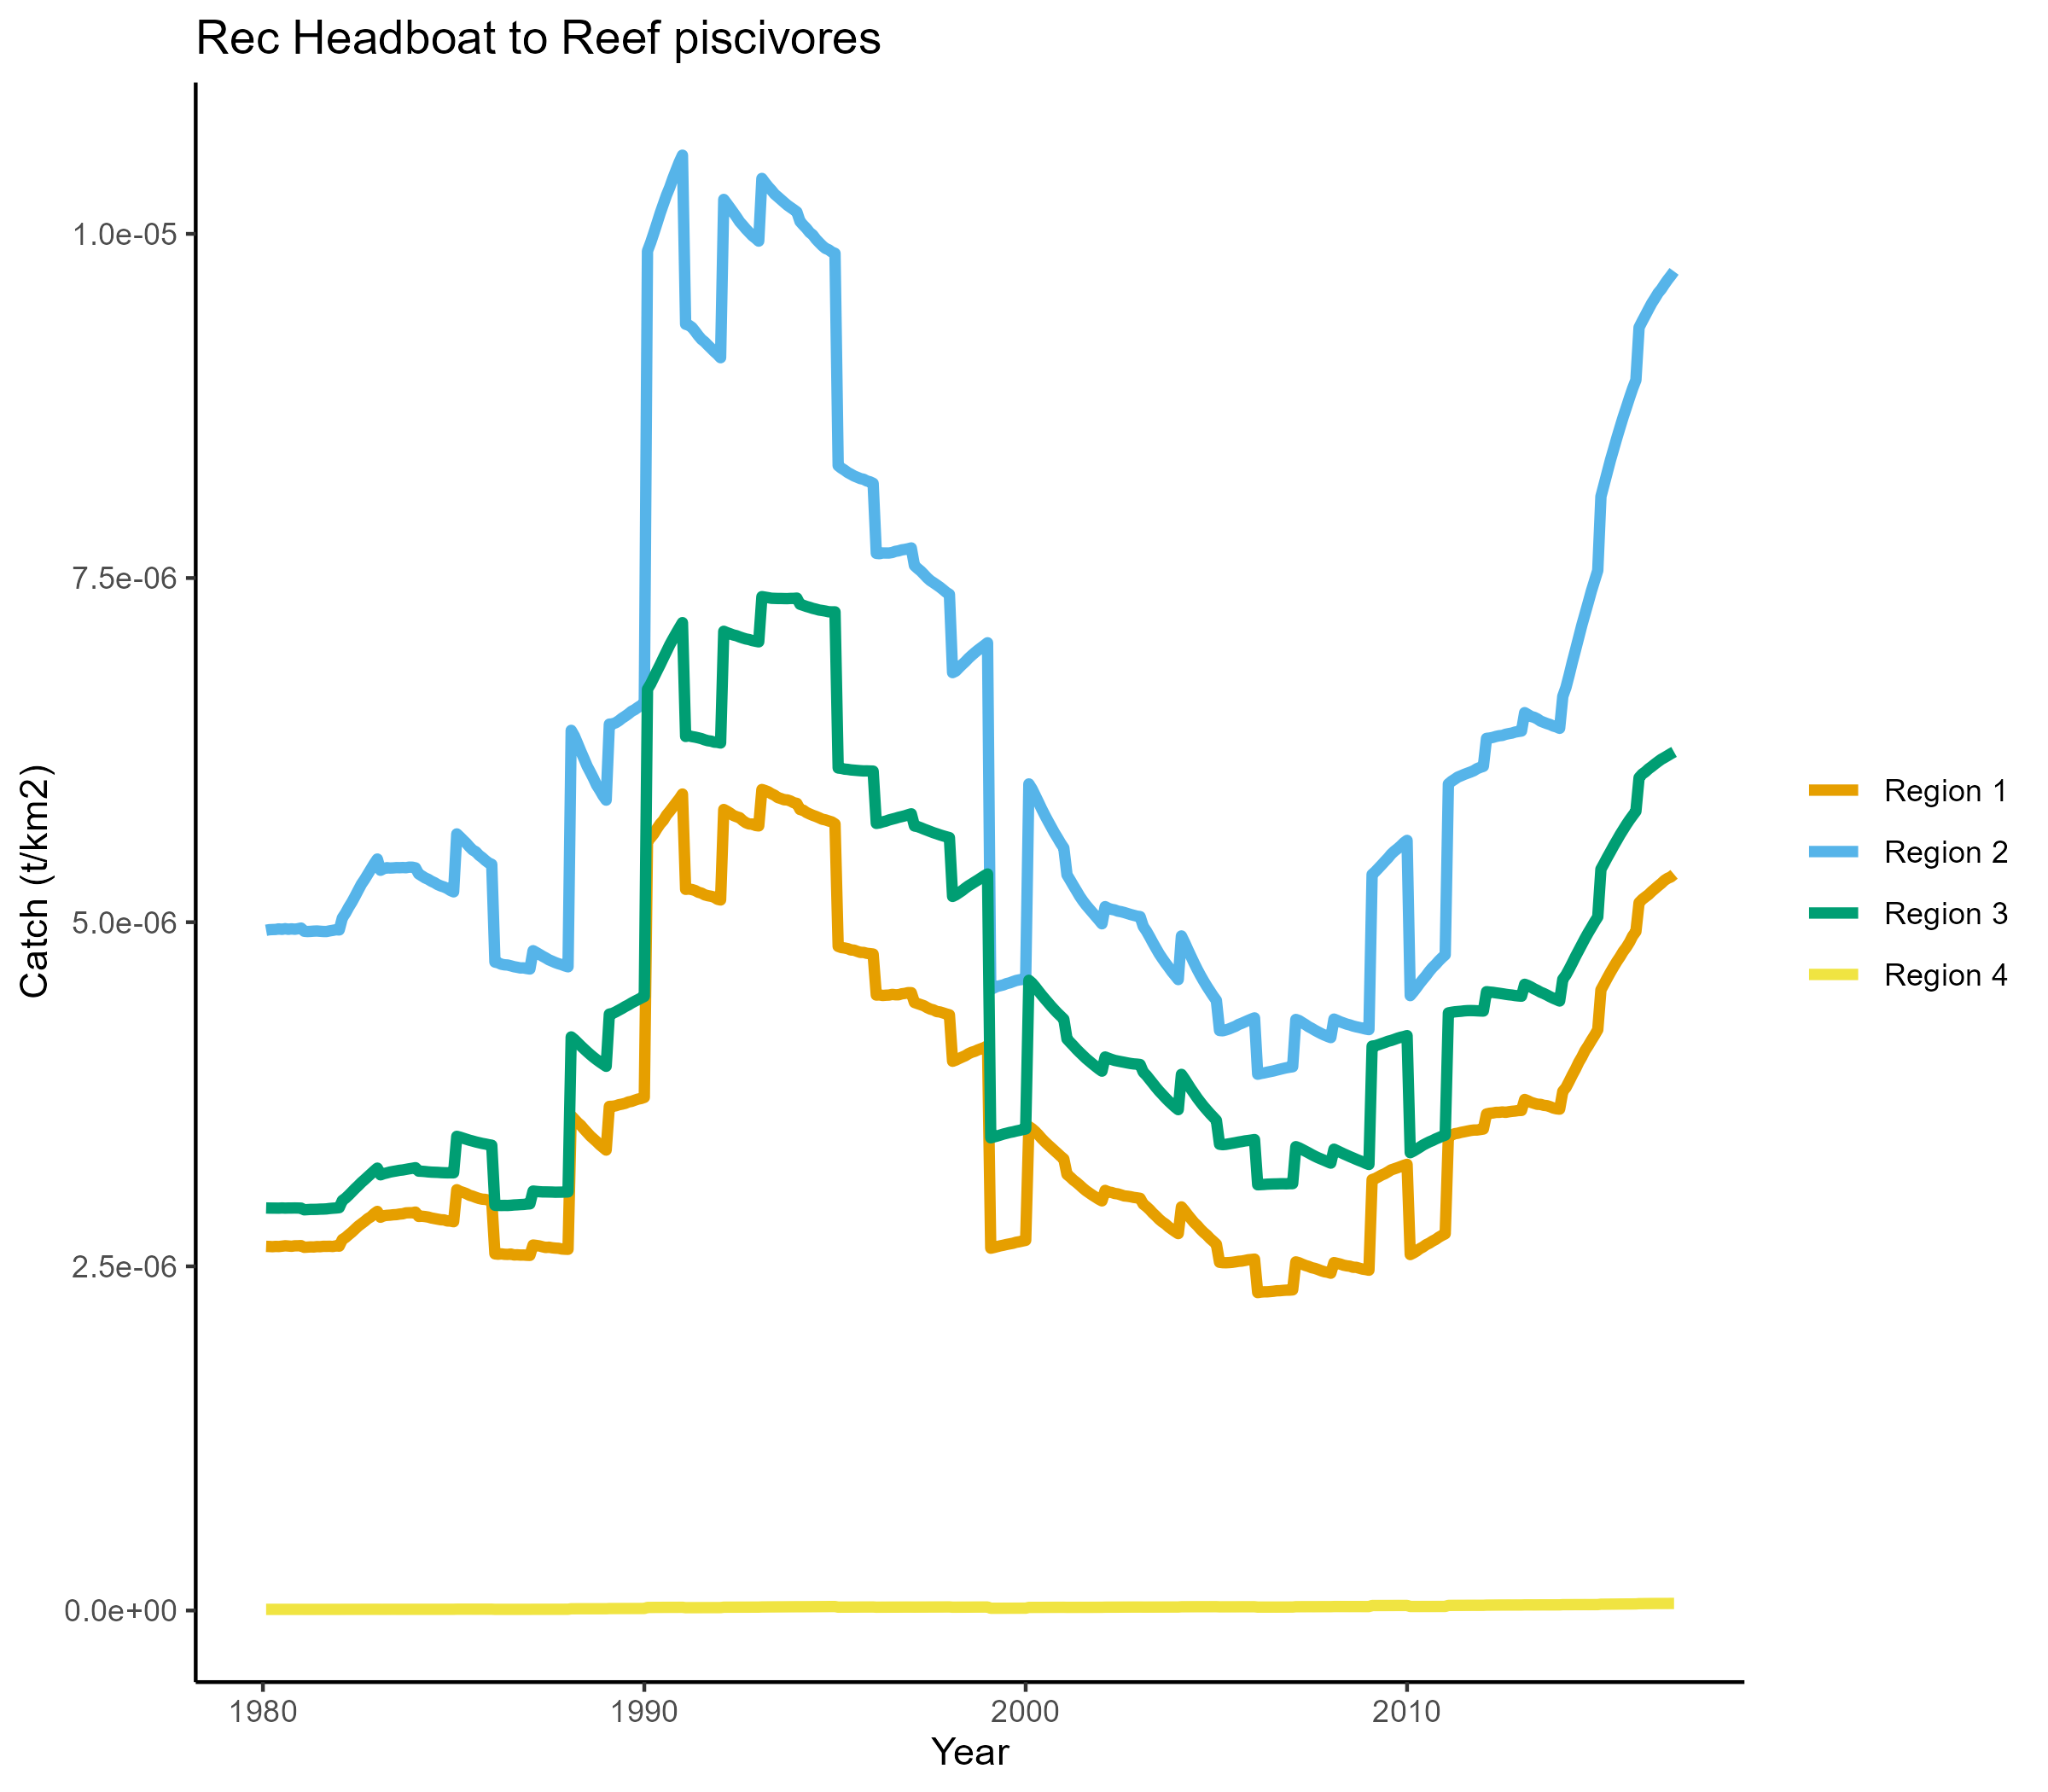 Rec Headboat to Reef piscivores
Catch (t/km2)
1.0e-05
7.5e-06
5.0e-06
2.5e-06
0.0e+00
1980
1990
2000
2010
Year
Region 1
Region 2
Region 3
Region 4